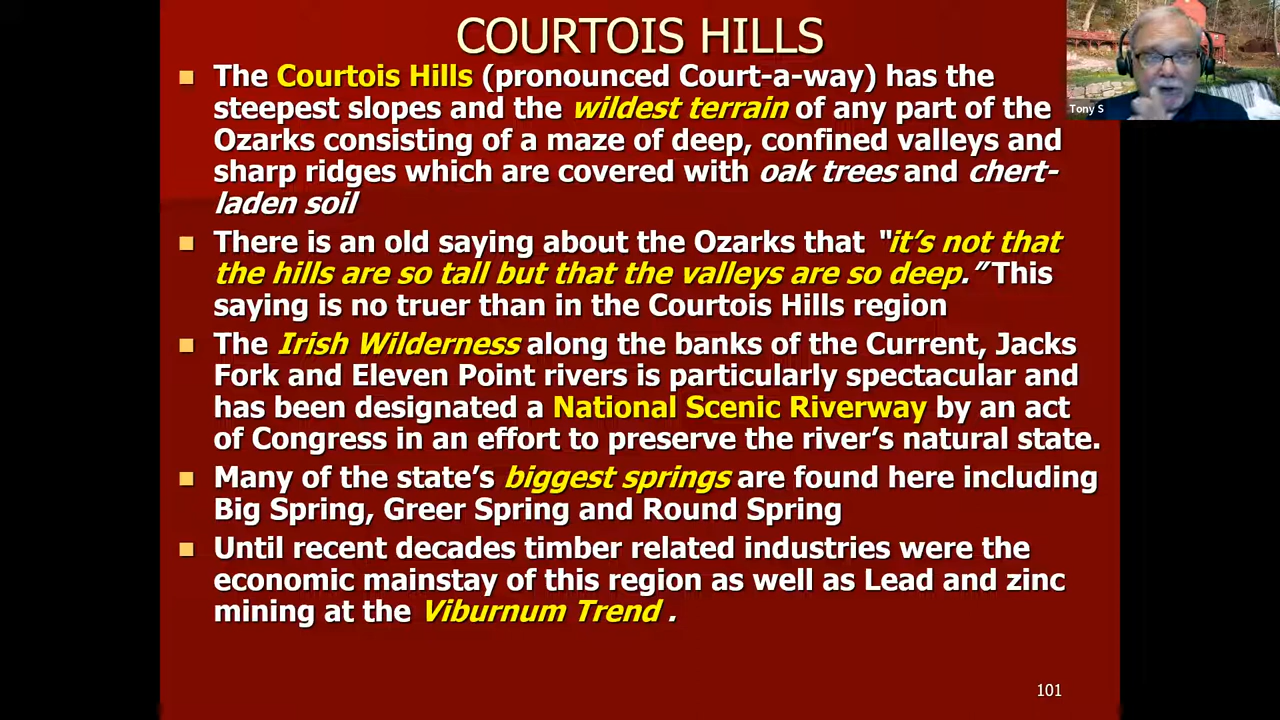 COURTOIS HILLS
The Courtois Hills (pronounced Court-a-way) has the
steepest slopes and the wildest terrain of any part of the
Ozarks consisting of a maze of deep, confined valleys and
sharp ridges which are covered with oak trees and chert-
laden soil
There is an old saying about the Ozarks that "it's not that
the hills are so tall but that the valleys are so deep." This
saying is no truer than in the Courtois Hills region
The Irish Wilderness along the banks of the Current, Jacks
Fork and Eleven Point rivers is particularly spectacular and
has been designated a National Scenic Riverway by an act
of Congress in an effort to preserve the river's natural state.
Many of the state's biggest springs are found here including
Big Spring, Greer Spring and Round Spring
Until recent decades timber related industries were the
economic mainstay of this region as well as Lead and zinc
mining at the Viburnum Trend .
101
Tony S